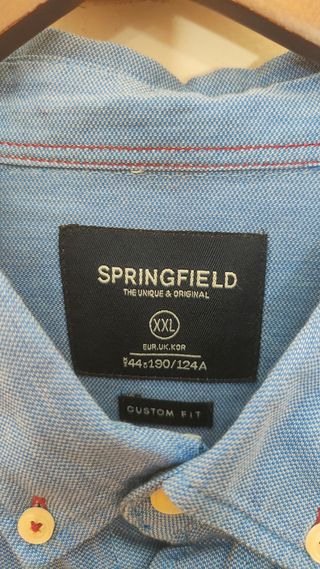 SPRINGFIELD
THE UNIQUE & ORIGINAL
XXL
EUR.UK.KOR
44 190/124A
CUSTOM FIT